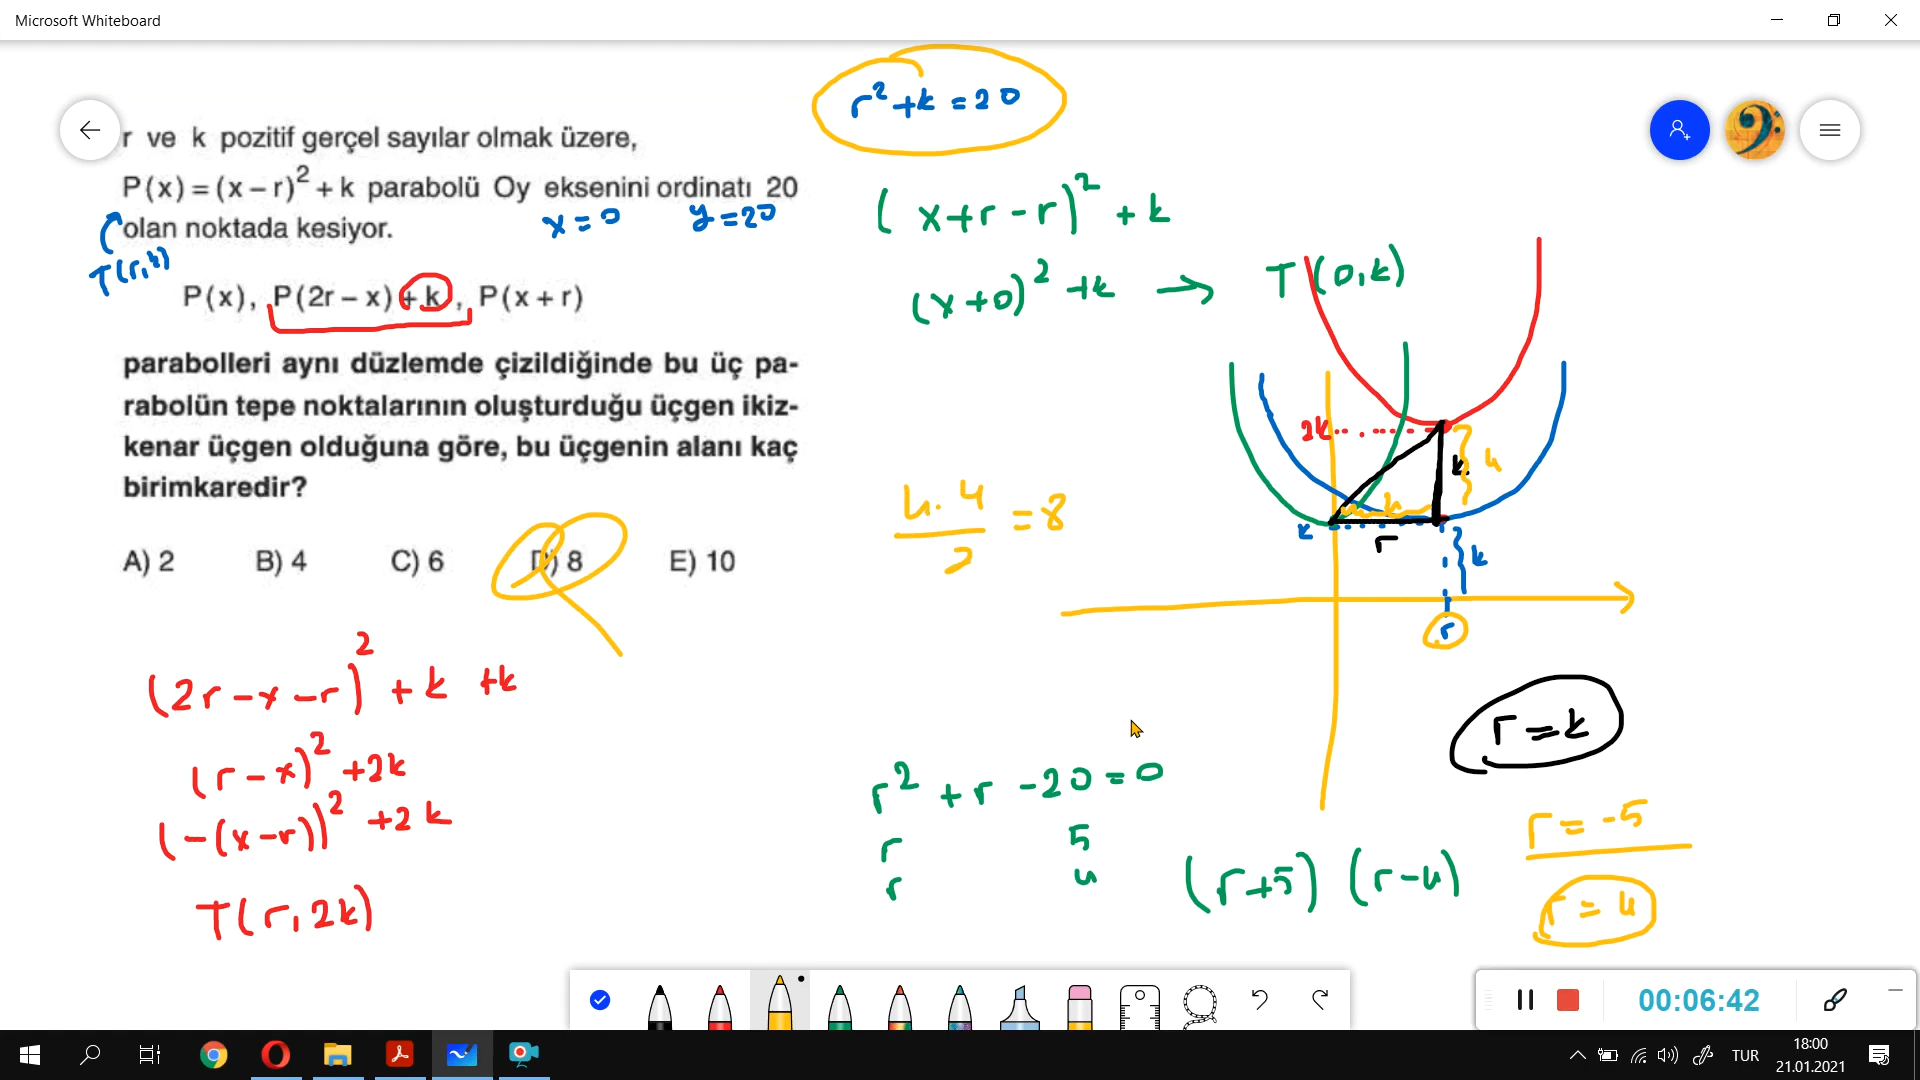 Microsoft Whiteboard
r² + k = 20
r ve k pozitif gerçel sayılar olmak üzere,
P(x) = (x – r)² + k parabolü Oy eksenini ordinatı 20
olan noktada kesiyor.
x = 0 y = 20
T(r,k)
P(x), P(2r – x) + k, P(x + r)
parabolleri aynı düzlemde çizildiğinde bu üç pa-
rabolün tepe noktalarının oluşturduğu üçgen ikiz-
kenar üçgen olduğuna göre, bu üçgenin alanı kaç
birimkaredir?
A) 2 B) 4 C) 6 D) 8 E) 10
(2r – x – r)² + k + k
(r – x)² + 2k
(–(x – r))² + 2k
T(r, 2k)
(x + r – r)² + k
(x + 0)² + k → T(0,k)
4 . 4 / 2 = 8
2k
k
4
k
4
r
k
r
r = k
r² + r – 20 = 0
r 5
r 4
(r+5) (r–4)
r = –5
r = 4
00:06:42
TUR
18:00
21.01.2021